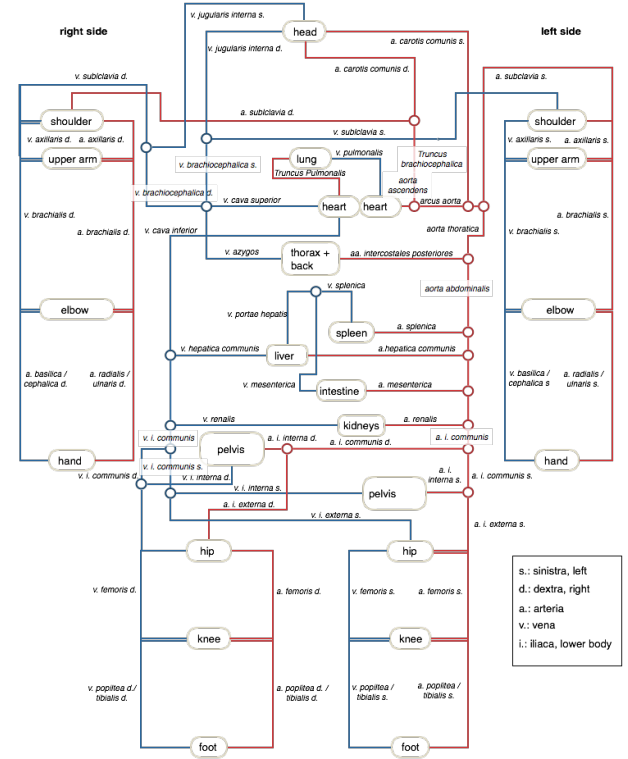 v. jugularis interna s.
right side
head
left side
a. carotis comunis s.
v. jugularis interna d.
a. carotis comunis d.
v. subclavia d.
a. subclavia s.
a. subclavia d.
shoulder
shoulder
v. subclavia s.
v. axillaris d.
a. axillaris d.
v. axillaris s.
a. axillaris s.
upper arm
upper arm
lung
v. pulmonalis
Truncus
brachiocephalica
v. brachiocephalica s.
Truncus Pulmonalis
aorta
ascendens
v. brachiocephalica d.
v. cava superior
heart
heart
arcus aorta
v. brachialis d.
a. brachialis s.
a. brachialis d.
v. cava inferior
aorta thoratica
v. brachialis s.
v. azygos
thorax +
back
aa. intercostales posteriores
v. splenica
aorta abdominalis
elbow
elbow
v. portae hepatis
spleen
a. splenica
v. hepatica communis
liver
a.hepatica communis
a. basilica /
cephalica d.
a. radialis /
ulnaris d.
v. mesenterica
intestine
a. mesenterica
v. basilica /
cephalica s
a. radialis /
ulnaris s.
v. renalis
kidneys
a. renalis
v. i. communis
a. i. interna d.
a. i. communis d.
a. i. communis
pelvis
hand
hand
v. i. communis s.
v. i. communis d.
v. i. interna d.
a. i.
interna s.
a. i. communis s.
v. i. interna s.
pelvis
a. i. externa d.
v. i. externa s.
a. i. externa s.
hip
hip
s.: sinistra, left
d.: dextra, right
a.: arteria
v.: vena
i.: iliaca, lower body
v. femoris d.
a. femoris d.
v. femoris s.
a. femoris s.
knee
knee
v. poplitea d./
tibialis d.
a. poplitea d. /
tibialis d.
v. poplitea /
tibialis s.
a. poplitea /
tibialis s.
foot
foot